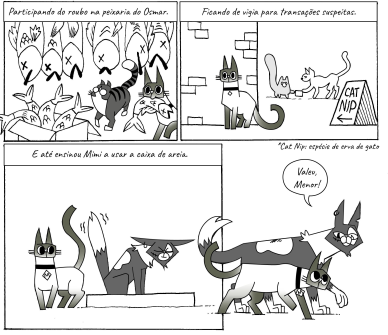 Participando do roubo na peixaria do Osmar.
Ficando de vigia para transações suspeitas.
CAT
NIP
E até ensinou Mimi a usar a caixa de areia.
*Cat Nip: espécie de erva de gato
Valeu,
Menor!